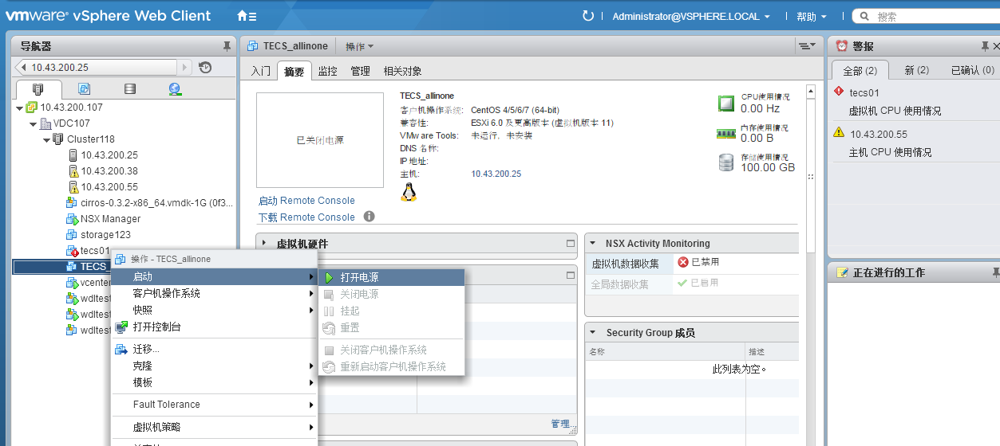 vmware® vSphere Web Client
Administrator@VSPHERE.LOCAL
帮助
搜索
导航器
10.43.200.25
10.43.200.107
VDC107
Cluster118
10.43.200.25
10.43.200.38
10.43.200.55
cirros-0.3.2-x86_64.vmdk-1G (0f3...
NSX Manager
storage123
tecs01
TECS_
vcenter
wdltest
wdltest
wdltest
操作 - TECS_allinone
启动
客户机操作系统
快照
打开控制台
迁移...
克隆
模板
Fault Tolerance
虚拟机策略
打开电源
关闭电源
挂起
重置
关闭客户机操作系统
重新启动客户机操作系统
TECS_allinone
操作
入门
摘要
监控
管理
相关对象
已关闭电源
启动 Remote Console
下载 Remote Console
TECS_allinone
客户机操作系统: CentOS 4/5/6/7 (64-bit)
兼容性: ESXi 6.0 及更高版本 (虚拟机版本 11)
VMware Tools: 未运行，未安装
DNS 名称:
IP 地址:
主机: 10.43.200.25
CPU使用情况
0.00 Hz
内存使用情况
0.00 B
存储使用情况
100.00 GB
虚拟机硬件
管理...
NSX Activity Monitoring
虚拟机数据收集 已禁用
全局数据收集 已启用
Security Group 成员
名称 描述
此列表为空。
警报
全部 (2)
新 (2)
已确认 (0)
tecs01
虚拟机 CPU 使用情况
10.43.200.55
主机 CPU 使用情况
正在进行的工作